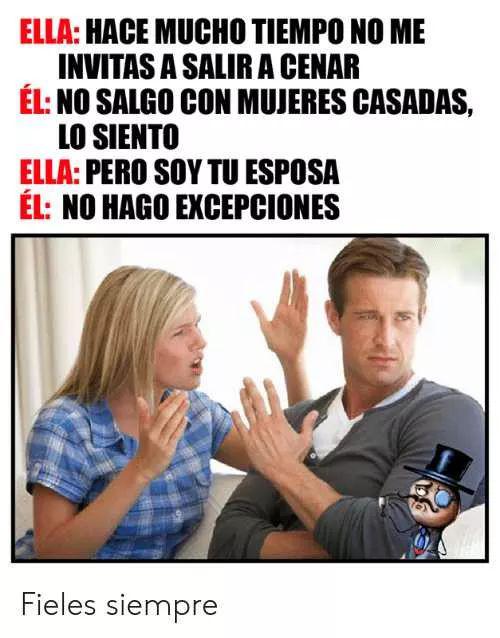 ELLA: HACE MUCHO TIEMPO NO ME
INVITAS A SALIR A CENAR
ÉL: NO SALGO CON MUJERES CASADAS,
LO SIENTO
ELLA: PERO SOY TU ESPOSA
ÉL: NO HAGO EXCEPCIONES
Fieles siempre